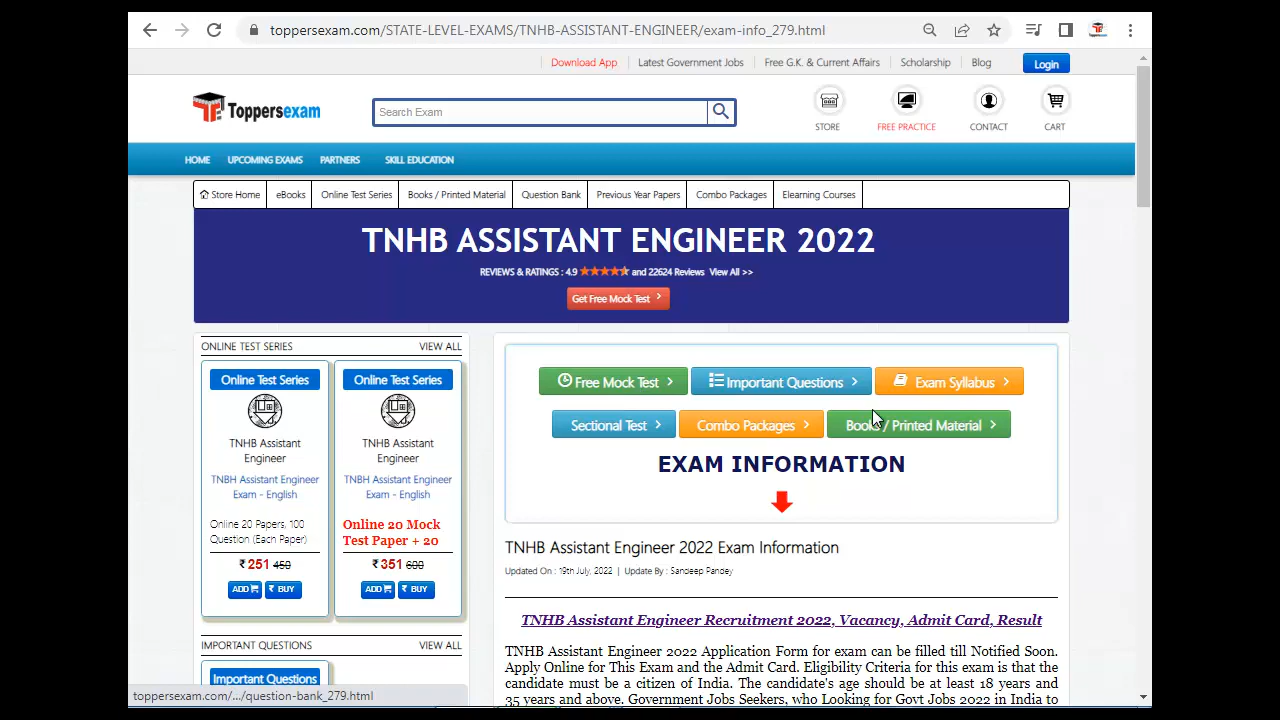 toppersexam.com/STATE-LEVEL-EXAMS/TNHB-ASSISTANT-ENGINEER/exam-info_279.html
Download App Latest Government Jobs Free G.K. & Current Affairs Scholarship Blog Login
Toppersexam
Search Exam
STORE FREE PRACTICE CONTACT CART
HOME UPCOMING EXAMS PARTNERS SKILL EDUCATION
Store Home eBooks Online Test Series Books / Printed Material Question Bank Previous Year Papers Combo Packages Elearning Courses
TNHB ASSISTANT ENGINEER 2022
REVIEWS & RATINGS : 4.9 and 22624 Reviews View All >>
Get Free Mock Test
ONLINE TEST SERIES VIEW ALL
Online Test Series
TNHB Assistant
Engineer
TNBH Assistant Engineer
Exam - English
Online 20 Papers, 100
Question (Each Paper)
₹ 251 450
ADD ₹ BUY
Online Test Series
TNHB Assistant
Engineer
TNBH Assistant Engineer
Exam - English
Online 20 Mock
Test Paper + 20
₹ 351 600
ADD ₹ BUY
IMPORTANT QUESTIONS VIEW ALL
Important Questions
Free Mock Test Important Questions Exam Syllabus
Sectional Test Combo Packages Books / Printed Material
EXAM INFORMATION
TNHB Assistant Engineer 2022 Exam Information
Updated On : 19th July, 2022 | Update By : Sandeep Pandey
TNHB Assistant Engineer Recruitment 2022, Vacancy, Admit Card, Result
TNHB Assistant Engineer 2022 Application Form for exam can be filled till Notified Soon.
Apply Online for This Exam and the Admit Card. Eligibility Criteria for this exam is that the
candidate must be a citizen of India. The candidate's age should be at least 18 years and
35 years and above. Government Jobs Seekers, who Looking for Govt Jobs 2022 in India to
toppersexam.com/.../question-bank_279.html